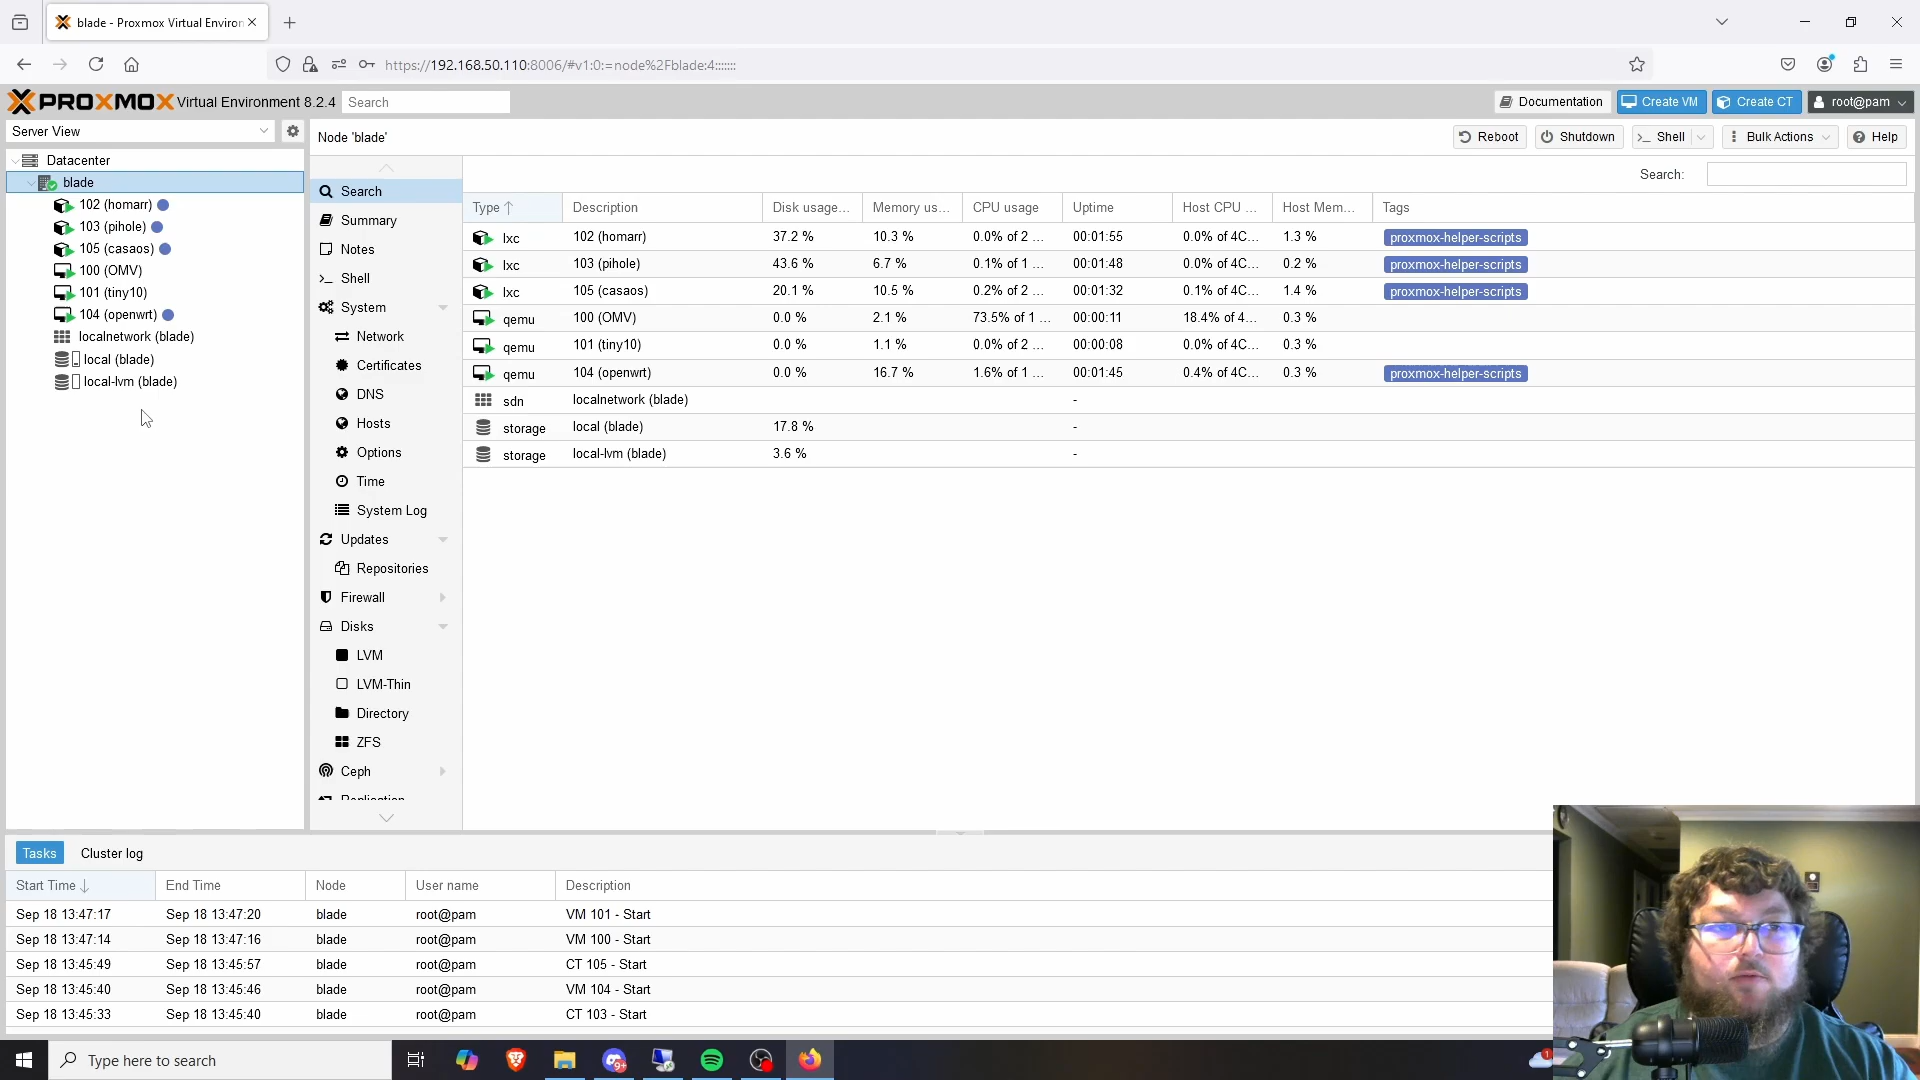 blade - Proxmox Virtual Environ
https://192.168.50.110:8006/#v1:0:=node%2Fblade:4:::::::
PROXMOX Virtual Environment 8.2.4 Search
Documentation Create VM Create CT root@pam
Server View
Node 'blade'
Reboot Shutdown Shell Bulk Actions Help
Datacenter
blade
102 (homarr)
103 (pihole)
105 (casaos)
100 (OMV)
101 (tiny10)
104 (openwrt)
localnetwork (blade)
local (blade)
local-lvm (blade)
Search
Summary
Notes
Shell
System
Network
Certificates
DNS
Hosts
Options
Time
System Log
Updates
Repositories
Firewall
Disks
LVM
LVM-Thin
Directory
ZFS
Ceph
Replication
Search:
Type Description Disk usage... Memory us... CPU usage Uptime Host CPU ... Host Mem... Tags
lxc 102 (homarr) 37.2 % 10.3 % 0.0% of 2 ... 00:01:55 0.0% of 4C... 1.3 % proxmox-helper-scripts
lxc 103 (pihole) 43.6 % 6.7 % 0.1% of 1 ... 00:01:48 0.0% of 4C... 0.2 % proxmox-helper-scripts
lxc 105 (casaos) 20.1 % 10.5 % 0.2% of 2 ... 00:01:32 0.1% of 4C... 1.4 % proxmox-helper-scripts
qemu 100 (OMV) 0.0 % 2.1 % 73.5% of 1 ... 00:00:11 18.4% of 4... 0.3 %
qemu 101 (tiny10) 0.0 % 1.1 % 0.0% of 2 ... 00:00:08 0.0% of 4C... 0.3 %
qemu 104 (openwrt) 0.0 % 16.7 % 1.6% of 1 ... 00:01:45 0.4% of 4C... 0.3 % proxmox-helper-scripts
sdn localnetwork (blade) -
storage local (blade) 17.8 % -
storage local-lvm (blade) 3.6 % -
Tasks Cluster log
Start Time End Time Node User name Description
Sep 18 13:47:17 Sep 18 13:47:20 blade root@pam VM 101 - Start
Sep 18 13:47:14 Sep 18 13:47:16 blade root@pam VM 100 - Start
Sep 18 13:45:49 Sep 18 13:45:57 blade root@pam CT 105 - Start
Sep 18 13:45:40 Sep 18 13:45:46 blade root@pam VM 104 - Start
Sep 18 13:45:33 Sep 18 13:45:40 blade root@pam CT 103 - Start
Type here to search
9+
1